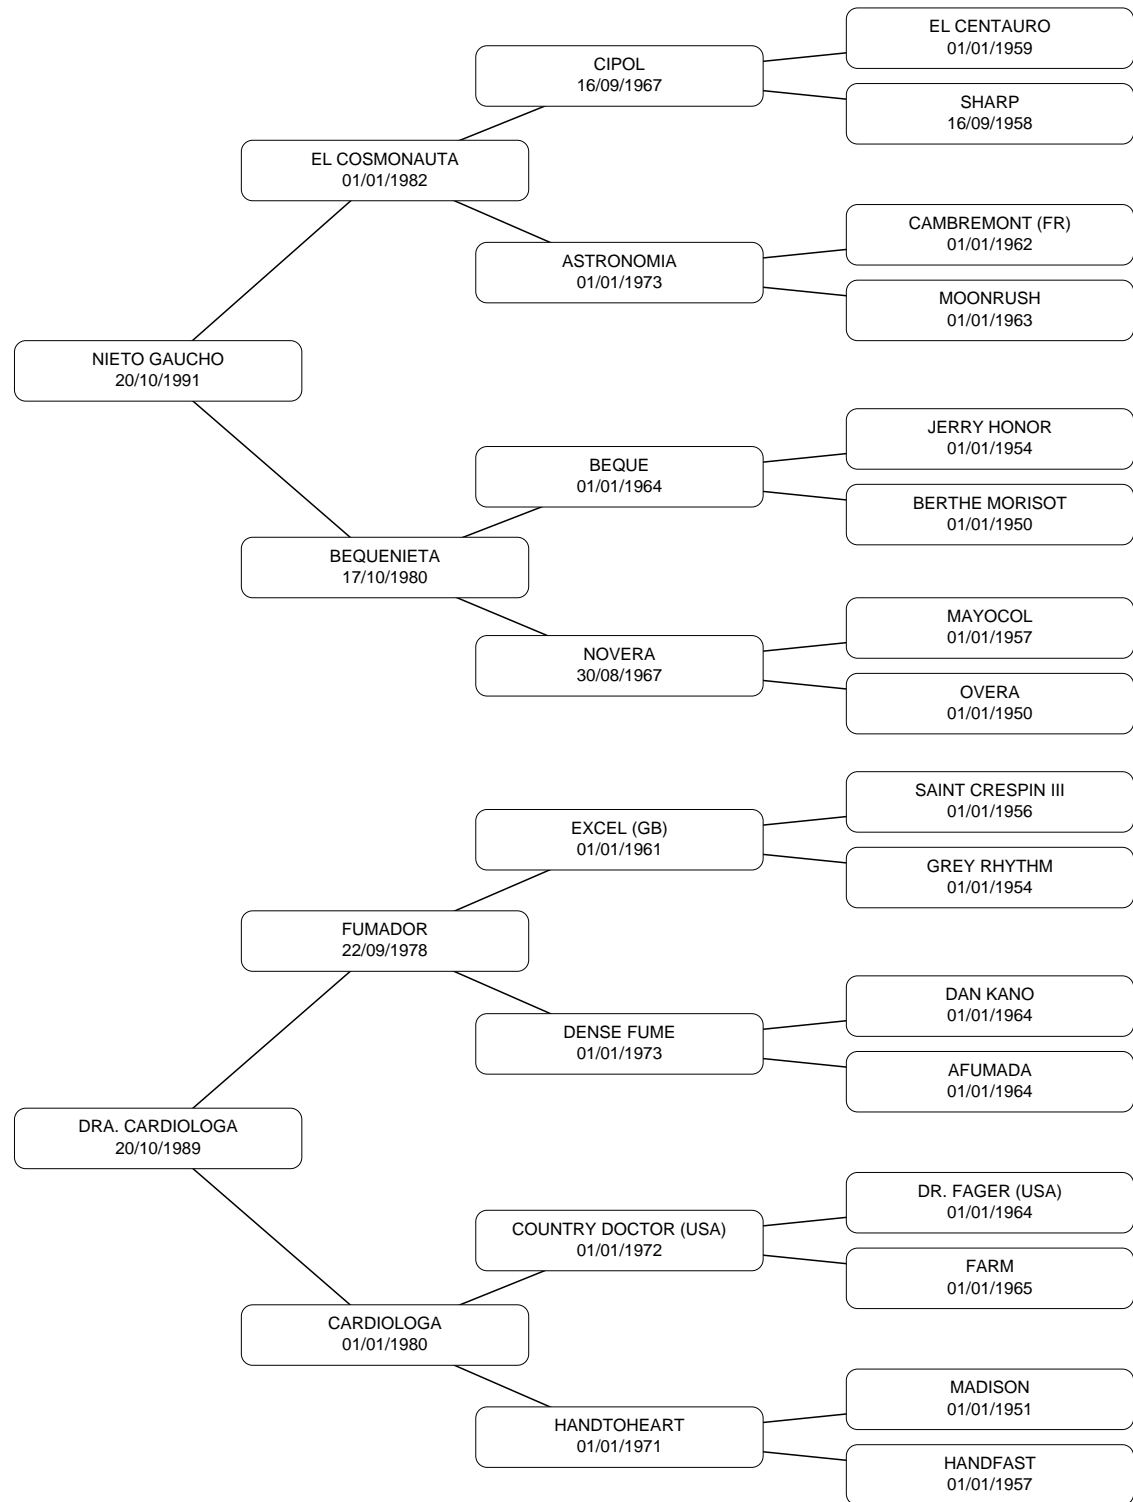 EL CENTAURO
01/01/1959
CIPOL
16/09/1967
SHARP
16/09/1958
EL COSMONAUTA
01/01/1982
CAMBREMONT (FR)
01/01/1962
ASTRONOMIA
01/01/1973
MOONRUSH
01/01/1963
NIETO GAUCHO
20/10/1991
JERRY HONOR
01/01/1954
BEQUE
01/01/1964
BERTHE MORISOT
01/01/1950
BEQUENIETA
17/10/1980
MAYOCOL
01/01/1957
NOVERA
30/08/1967
OVERA
01/01/1950
SAINT CRESPIN III
01/01/1956
EXCEL (GB)
01/01/1961
GREY RHYTHM
01/01/1954
FUMADOR
22/09/1978
DAN KANO
01/01/1964
DENSE FUME
01/01/1973
AFUMADA
01/01/1964
DRA. CARDIOLOGA
20/10/1989
DR. FAGER (USA)
01/01/1964
COUNTRY DOCTOR (USA)
01/01/1972
FARM
01/01/1965
CARDIOLOGA
01/01/1980
MADISON
01/01/1951
HANDTOHEART
01/01/1971
HANDFAST
01/01/1957